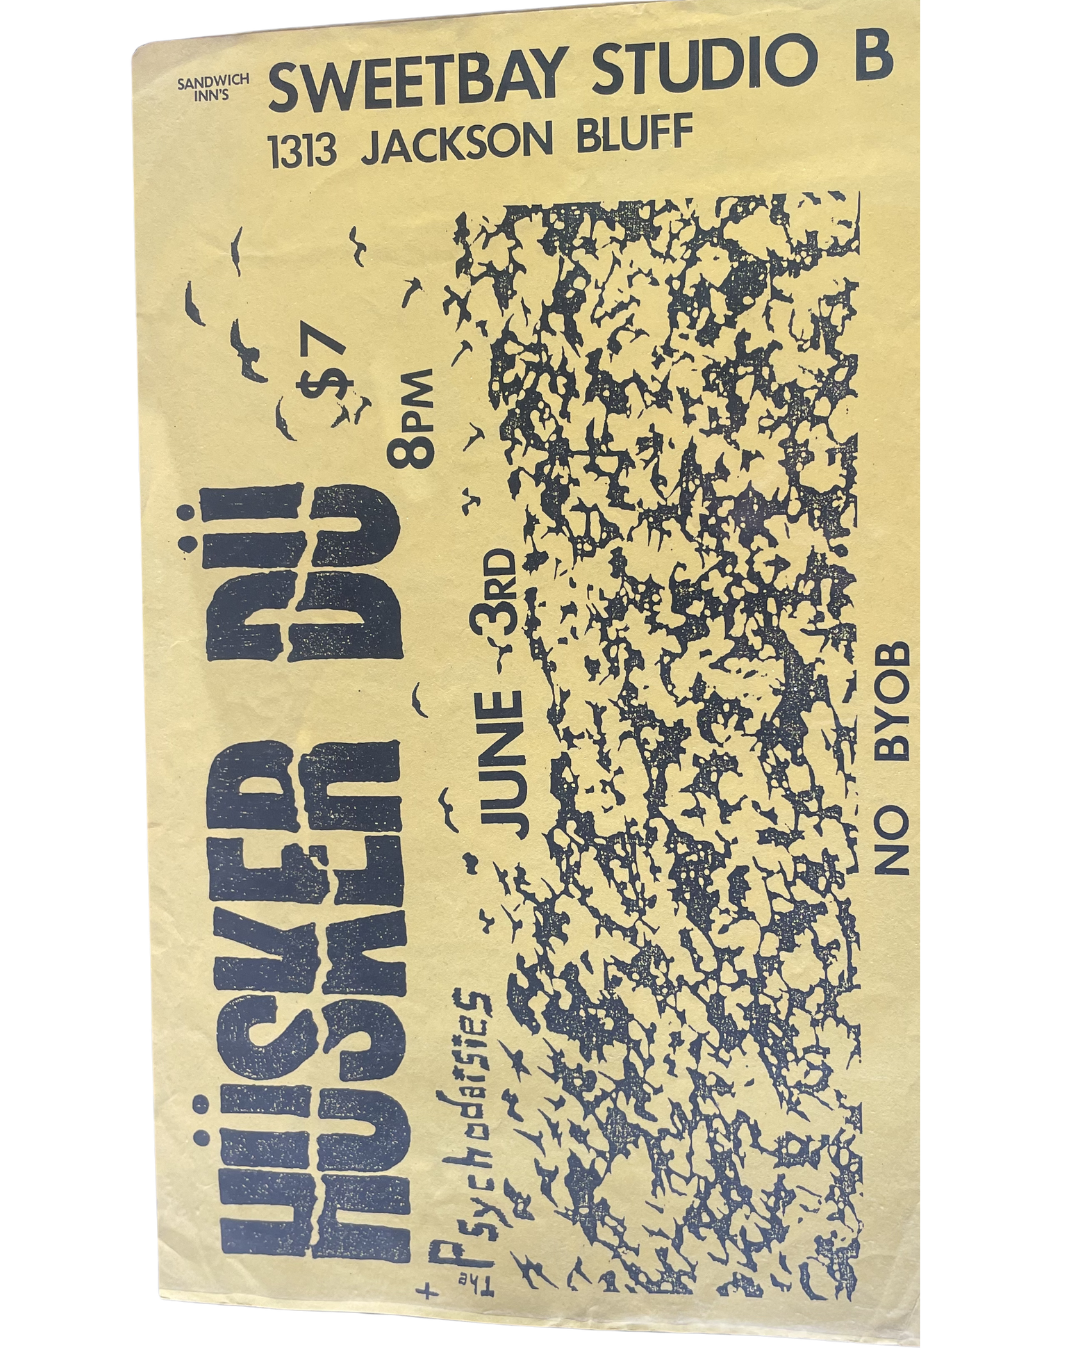 SANDWICH
INN'S
SWEETBAY STUDIO B
1313 JACKSON BLUFF
HÜSKER DÜ
$7
8PM
+
The Psychodaisies
JUNE 3RD
NO BYOB